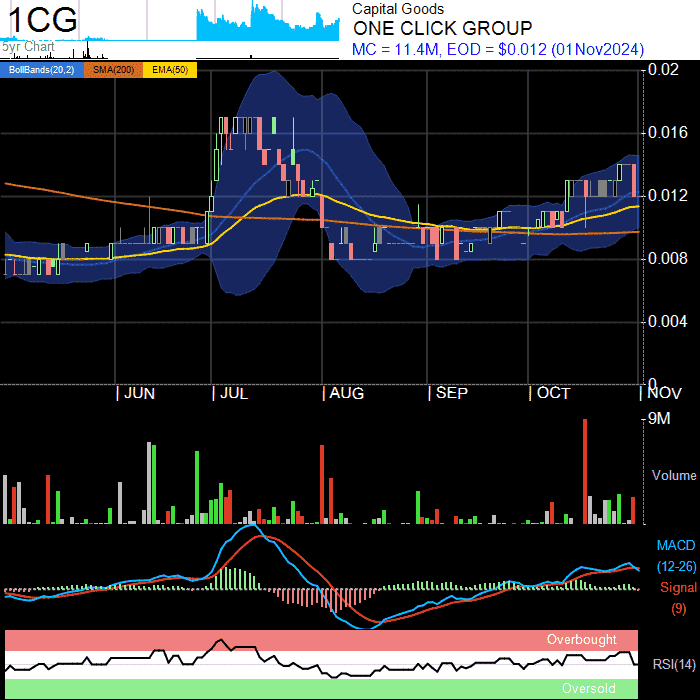 1CG
5yr Chart
Capital Goods
ONE CLICK GROUP
MC = 11.4M, EOD = $0.012 (01Nov2024)
BollBands(20,2) SMA(200) EMA(50)
0.02
0.016
0.012
0.008
0.004
0
JUN JUL AUG SEP OCT NOV
9M
Volume
MACD
(12-26)
Signal
(9)
Overbought
RSI(14)
Oversold